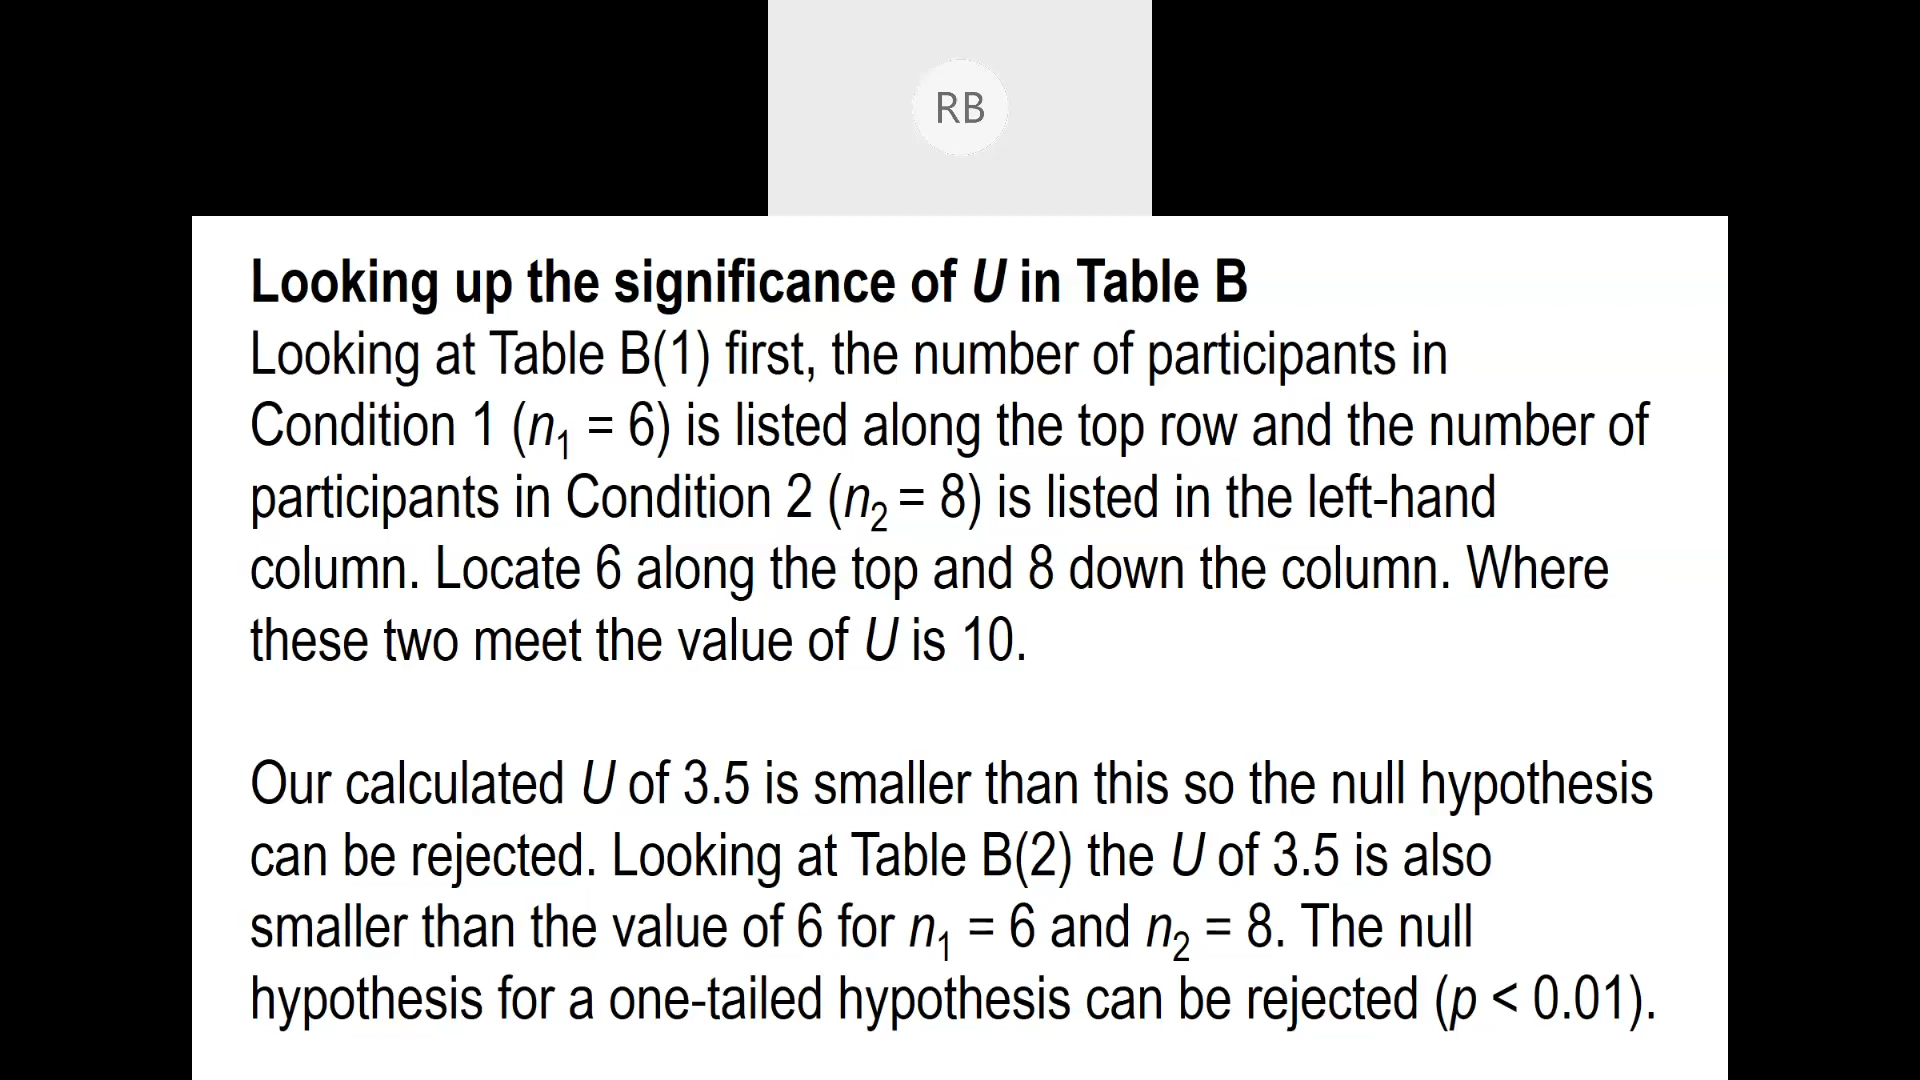 RB
Looking up the significance of U in Table B
Looking at Table B(1) first, the number of participants in
Condition 1 (n₁ = 6) is listed along the top row and the number of
participants in Condition 2 (n₂ = 8) is listed in the left-hand
column. Locate 6 along the top and 8 down the column. Where
these two meet the value of U is 10.
Our calculated U of 3.5 is smaller than this so the null hypothesis
can be rejected. Looking at Table B(2) the U of 3.5 is also
smaller than the value of 6 for n₁ = 6 and n₂ = 8. The null
hypothesis for a one-tailed hypothesis can be rejected (p < 0.01).